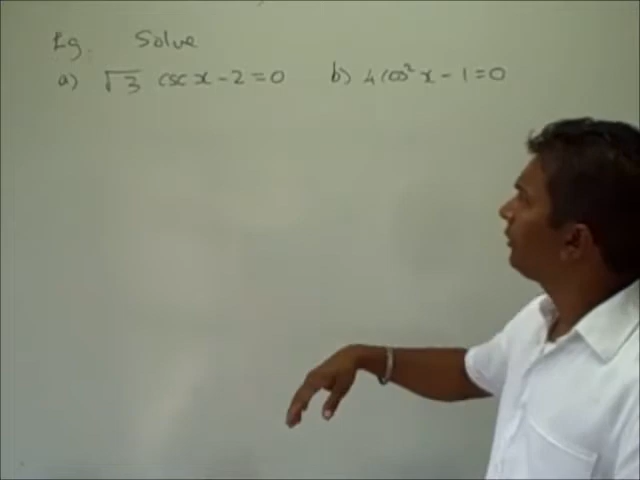 Eg. Solve
a) √3 csc x - 2 = 0 b) 4 cos² x - 1 = 0